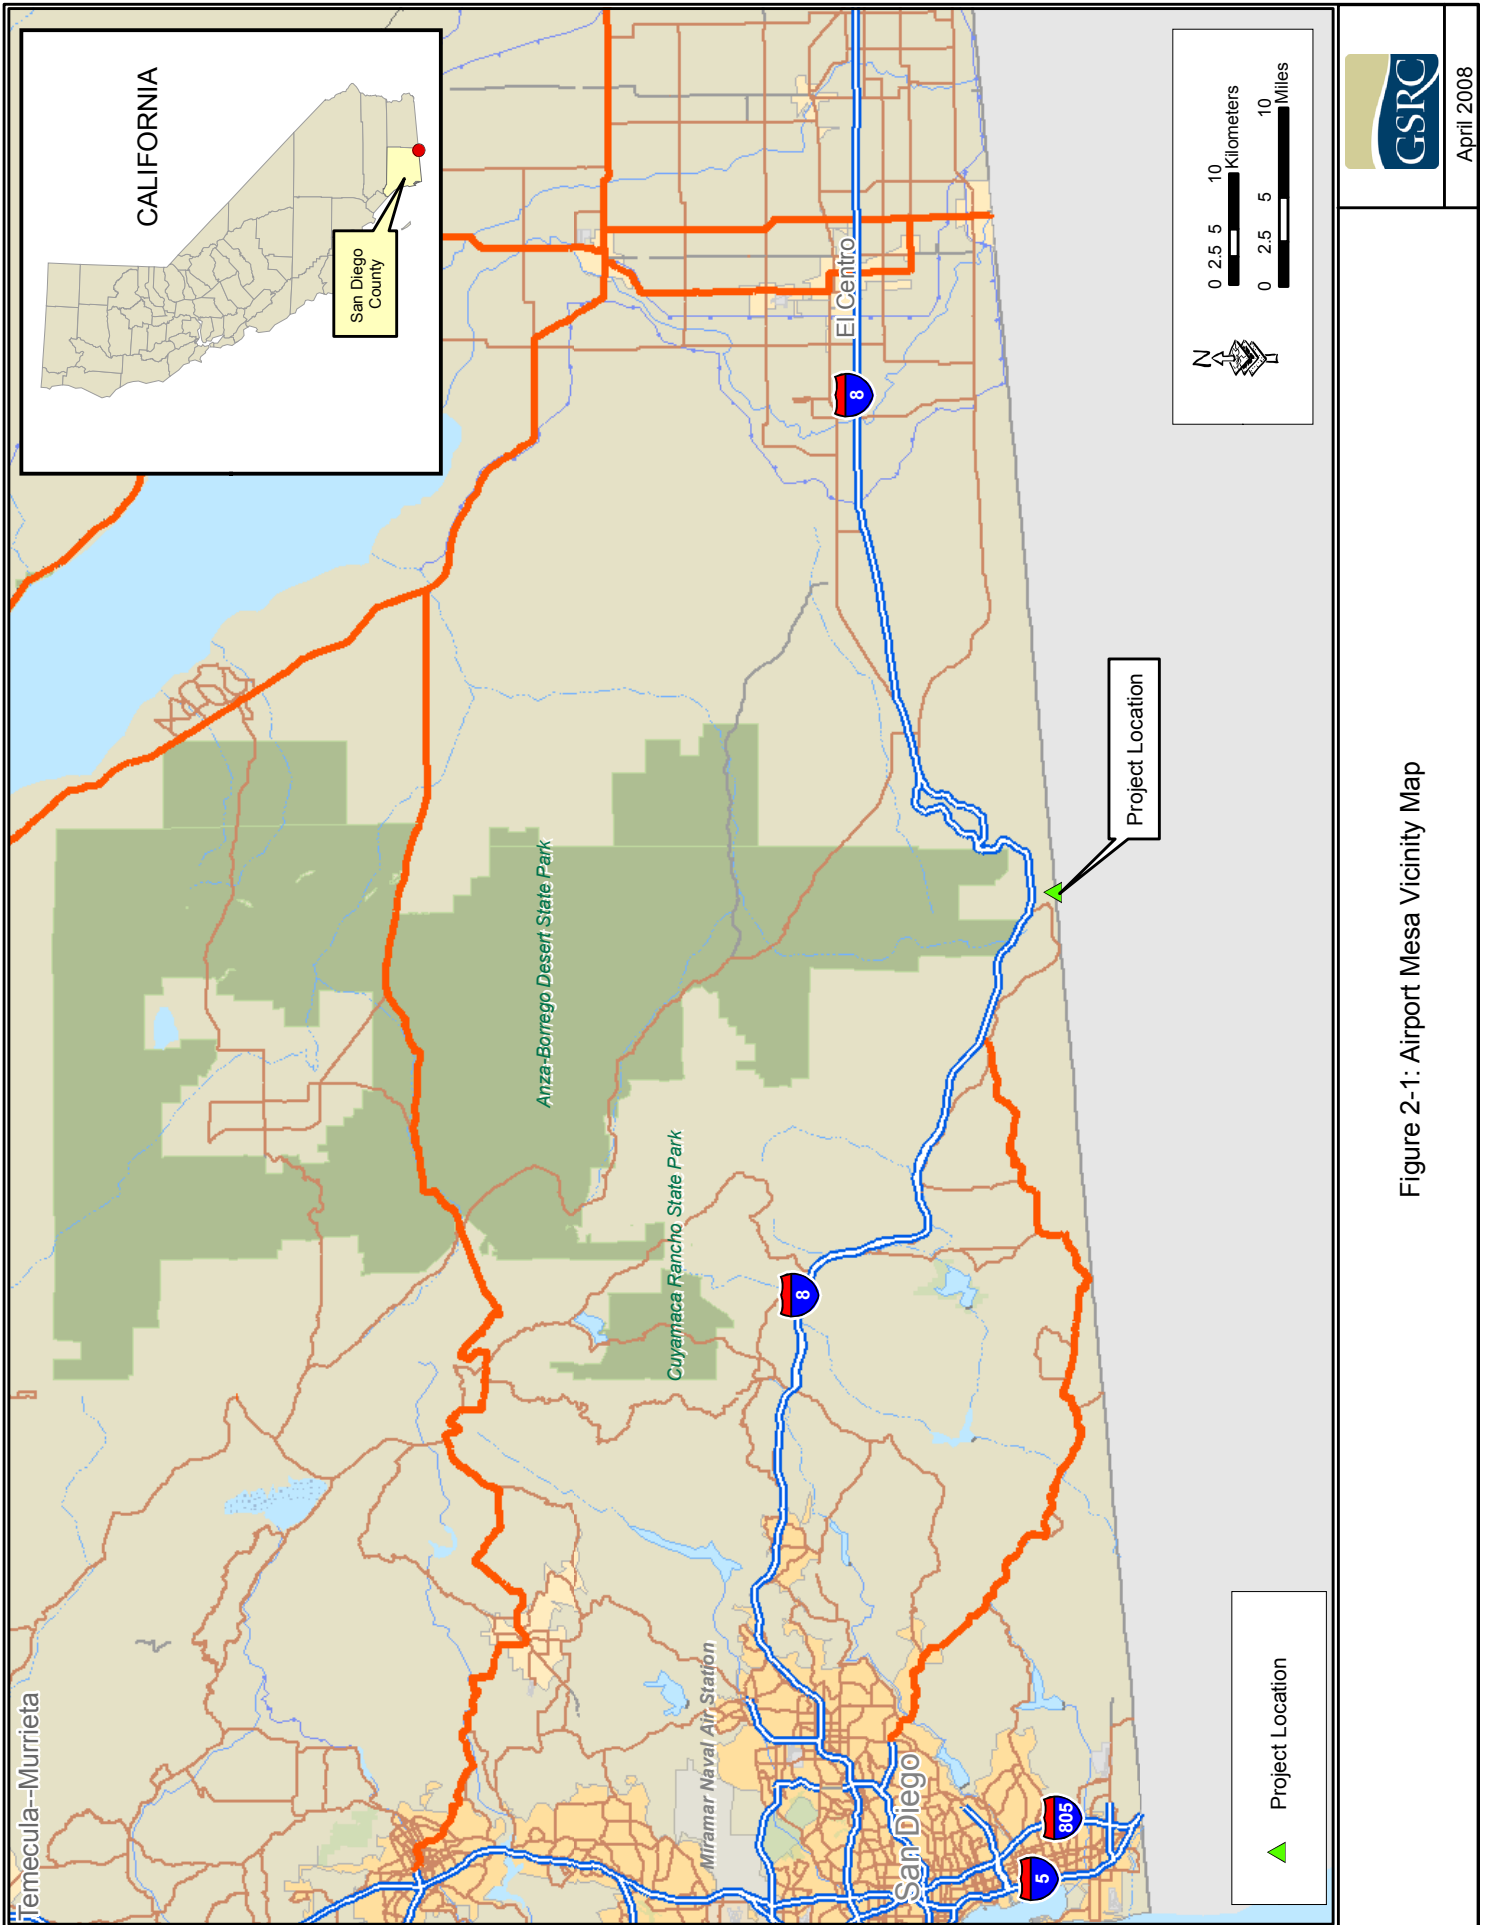 CALIFORNIA
San Diego
County
Temecula--Murrieta
Anza-Borrego Desert State Park
Cuyamaca Rancho State Park
Miramar Naval Air Station
El Centro
San Diego
8
8
805
5
Project Location
Project Location
N
0 2.5 5 10
Kilometers
0 2.5 5 10
Miles
Figure 2-1: Airport Mesa Vicinity Map
GSRC
April 2008